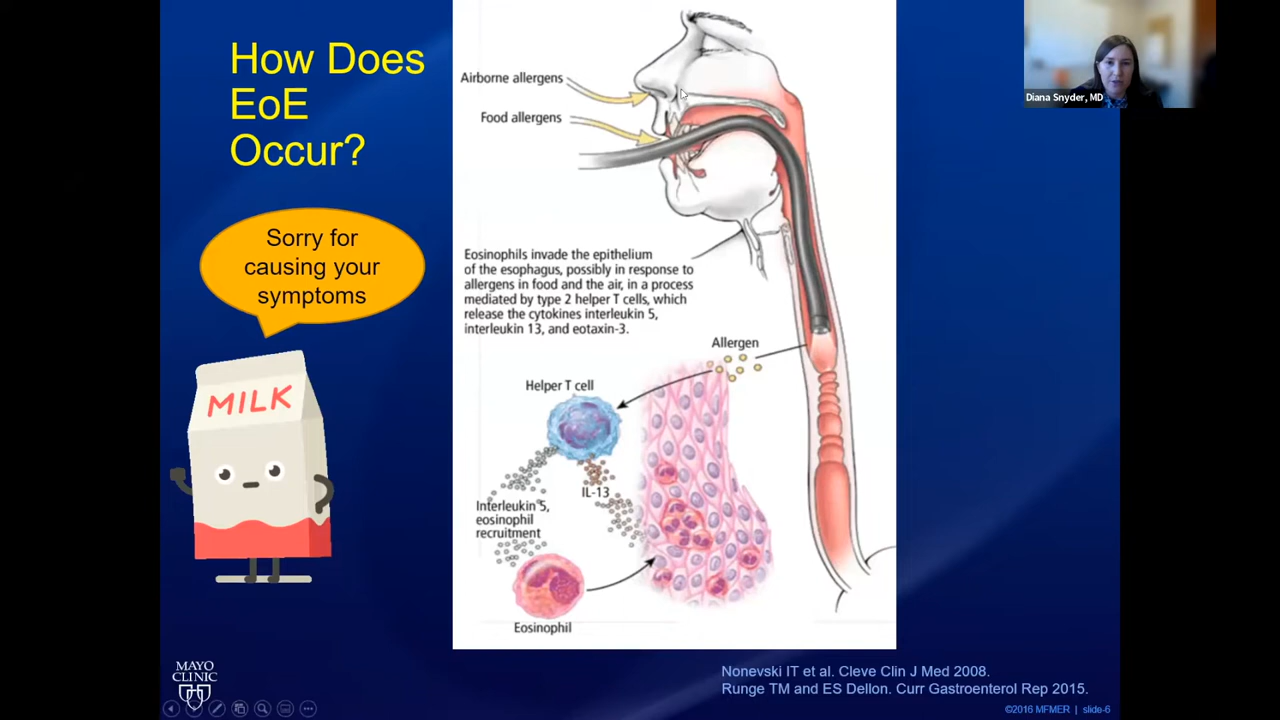 How Does
EoE
Occur?
Sorry for
causing your
symptoms
MILK
Airborne allergens
Food allergens
Eosinophils invade the epithelium
of the esophagus, possibly in response to
allergens in food and the air, in a process
mediated by type 2 helper T cells, which
release the cytokines interleukin 5,
interleukin 13, and eotaxin-3.
Allergen
Helper T cell
IL-13
Interleukin 5,
eosinophil
recruitment
Eosinophil
Diana Snyder, MD
MAYO
CLINIC
Nonevski IT et al. Cleve Clin J Med 2008.
Runge TM and ES Dellon. Curr Gastroenterol Rep 2015.
©2016 MFMER | slide-6